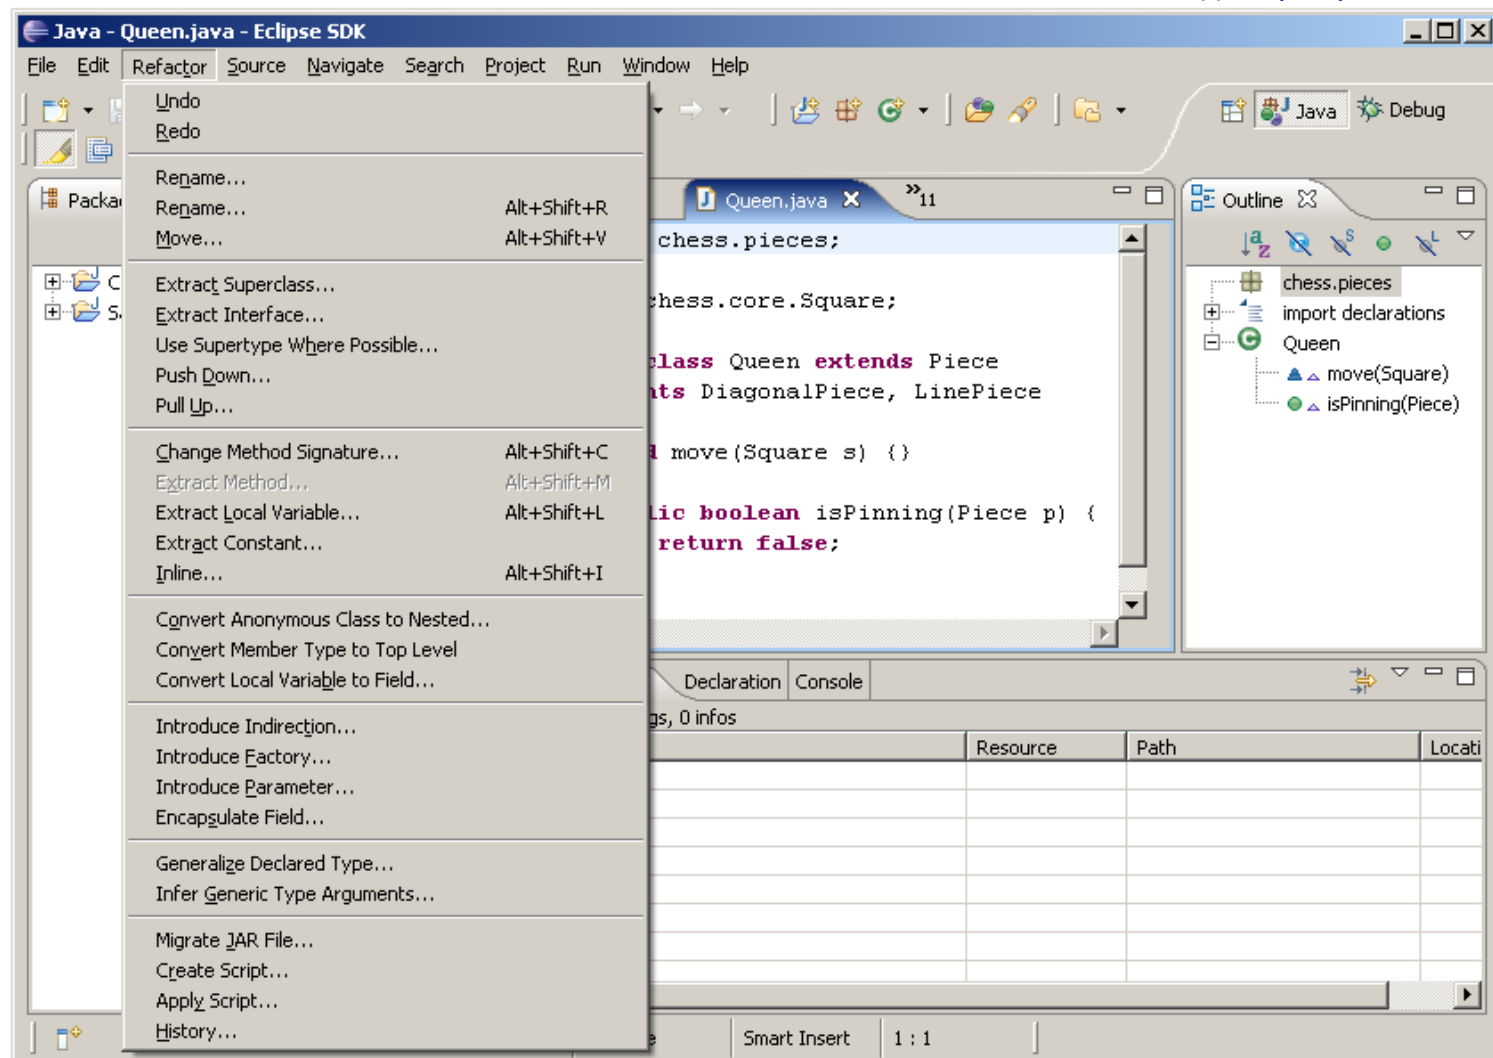 Java - Queen.java - Eclipse SDK
File Edit Refactor Source Navigate Search Project Run Window Help
Undo
Redo
Java Debug
Rename...
Rename... Alt+Shift+R
Move... Alt+Shift+V
Extract Superclass...
Extract Interface...
Use Supertype Where Possible...
Push Down...
Pull Up...
Change Method Signature... Alt+Shift+C
Extract Method... Alt+Shift+M
Extract Local Variable... Alt+Shift+L
Extract Constant...
Inline... Alt+Shift+I
Convert Anonymous Class to Nested...
Convert Member Type to Top Level
Convert Local Variable to Field...
Introduce Indirection...
Introduce Factory...
Introduce Parameter...
Encapsulate Field...
Generalize Declared Type...
Infer Generic Type Arguments...
Migrate JAR File...
Create Script...
Apply Script...
History...
Queen.java
11
chess.pieces;
chess.core.Square;
class Queen extends Piece
nts DiagonalPiece, LinePiece
move(Square s) {}
lic boolean isPinning(Piece p) {
return false;
Outline
chess.pieces
import declarations
Queen
move(Square)
isPinning(Piece)
Declaration Console
gs, 0 infos
Resource Path Locati
Smart Insert 1 : 1